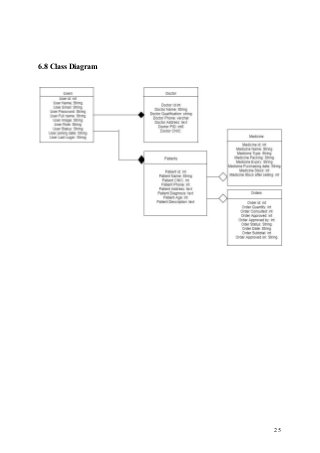 6.8 Class Diagram
Users
User Id: int
User Name: String
User Email: String
User Password: String
User Full name: String
User Image: String
User Role: String
User Status: String
User joining date: String
User Last login: String
Doctor
Doctor Id:int
Doctor Name: String
Doctor Qualification: string
Doctor Phone: varchar
Doctor Address: text
Doctor
Doctor
Patients
Patient Id: int
Patient Name: String
Patient CNIC: int
Patient Phone: int
Patient Address: text
Patient Diagnosis: text
Patient Age: int
Patient Description: text
Medicine
Medicine Id: int
Medicine Name: String
Medicine Type: String
Medicine Packing: String
Medicine Expiry: String
Medicine Purchasing date: String
Medicine Stock: int
Medicine Stock after selling: int
Orders
Order Id: int
Order Quantity: int
Order Consulted: int
Order Approved: int
Order Approved by: int
Order Status: String
Order Date: String
Order Subtotal: int
Order Approved int: String
25